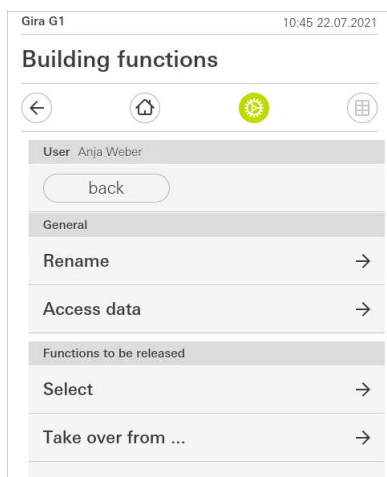 Gira G1 10:45 22.07.2021
Building functions
User Anja Weber
back
General
Rename
Access data
Functions to be released
Select
Take over from ...